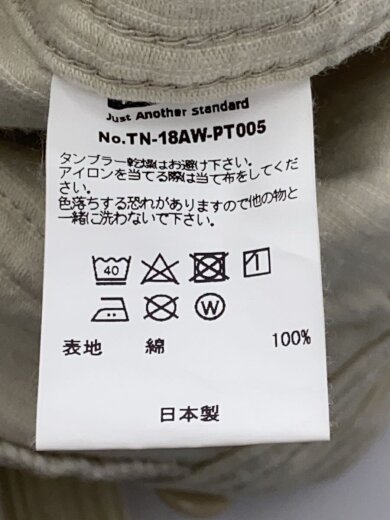 Just Another Standard
No.TN-18AW-PT005
タンブラー乾燥はお避け下さい。
アイロンを当てる際は当て布をしてくだ
さい。
色落ちする恐れがありますので他の物と
一緒に洗わないで下さい。
40
W
表地 綿 100%
日本製